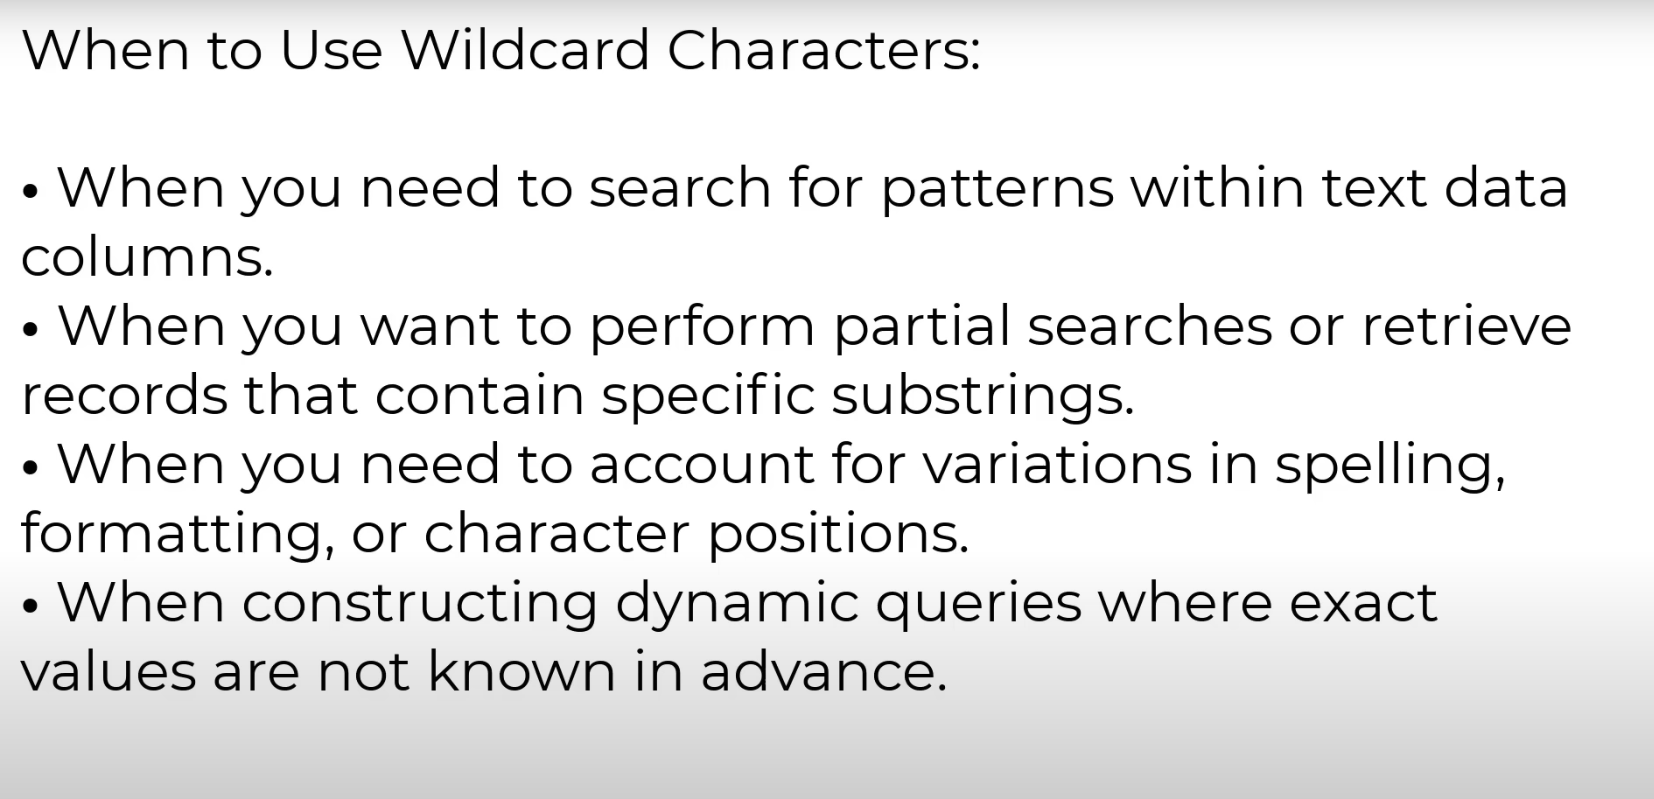 When to Use Wildcard Characters:
• When you need to search for patterns within text data
columns.
• When you want to perform partial searches or retrieve
records that contain specific substrings.
• When you need to account for variations in spelling,
formatting, or character positions.
• When constructing dynamic queries where exact
values are not known in advance.